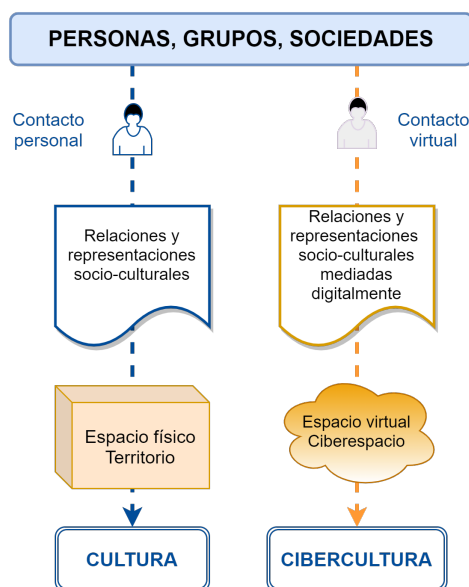 PERSONAS, GRUPOS, SOCIEDADES
Contacto
personal
Contacto
virtual
Relaciones y
representaciones
socio-culturales
Relaciones y
representaciones
socio-culturales
mediadas
digitalmente
Espacio físico
Territorio
Espacio virtual
Ciberespacio
CULTURA
CIBERCULTURA